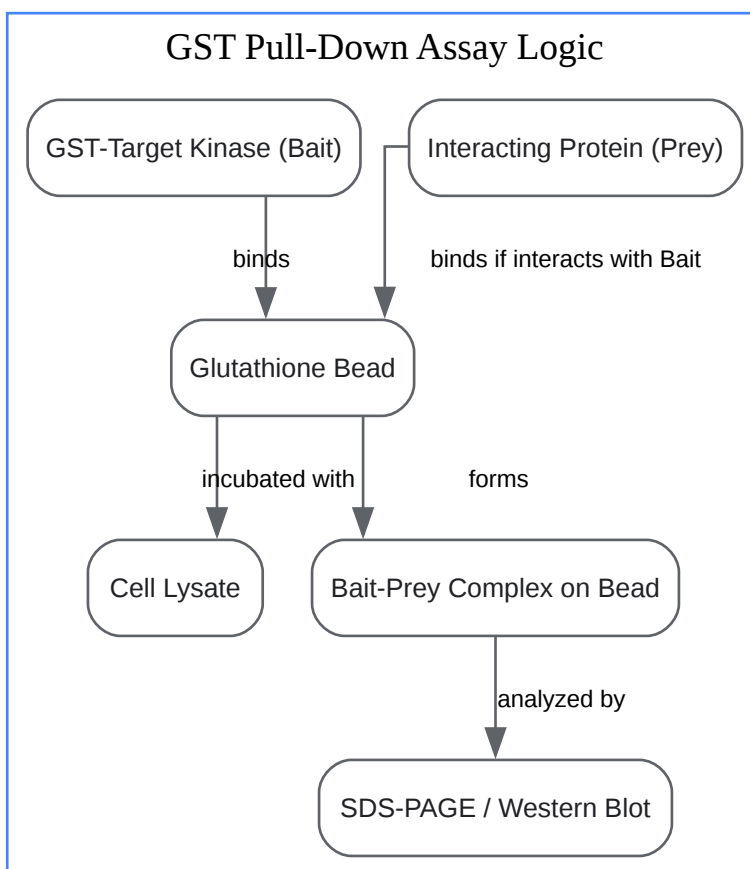 GST Pull-Down Assay Logic
GST-Target Kinase (Bait)
Interacting Protein (Prey)
binds
binds if interacts with Bait
Glutathione Bead
incubated with
forms
Cell Lysate
Bait-Prey Complex on Bead
analyzed by
SDS-PAGE / Western Blot